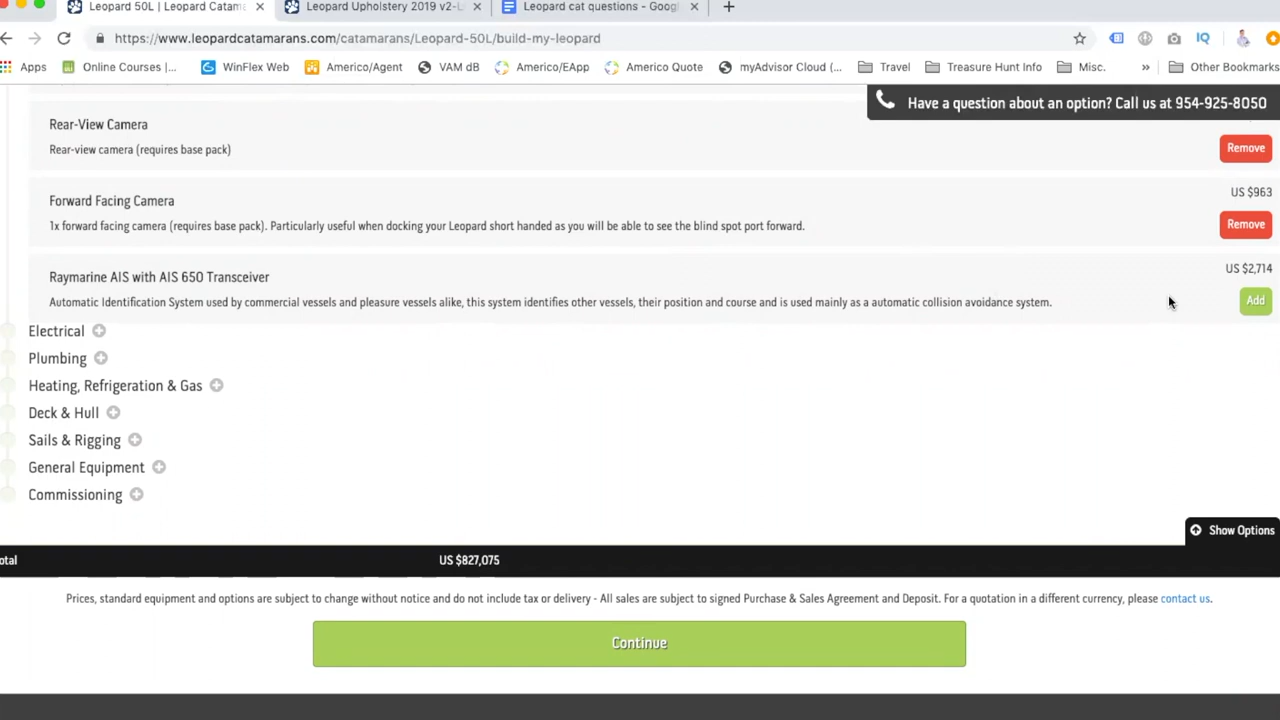 Leopard 50L | Leopard Catam
Leopard Upholstery 2019 v2-L
Leopard cat questions - Googl
https://www.leopardcatamarans.com/catamarans/Leopard-50L/build-my-leopard
Apps
Online Courses |...
WinFlex Web
Americo/Agent
VAM dB
Americo/EApp
Americo Quote
myAdvisor Cloud (...
Travel
Treasure Hunt Info
Misc.
»
Other Bookmarks
Have a question about an option? Call us at 954-925-8050
Rear-View Camera
Rear-view camera (requires base pack)
Remove
Forward Facing Camera
US $963
1x forward facing camera (requires base pack). Particularly useful when docking your Leopard short handed as you will be able to see the blind spot port forward.
Remove
Raymarine AIS with AIS 650 Transceiver
US $2,714
Automatic Identification System used by commercial vessels and pleasure vessels alike, this system identifies other vessels, their position and course and is used mainly as a automatic collision avoidance system.
Add
Electrical
Plumbing
Heating, Refrigeration & Gas
Deck & Hull
Sails & Rigging
General Equipment
Commissioning
Show Options
otal
US $827,075
Prices, standard equipment and options are subject to change without notice and do not include tax or delivery - All sales are subject to signed Purchase & Sales Agreement and Deposit. For a quotation in a different currency, please contact us.
Continue